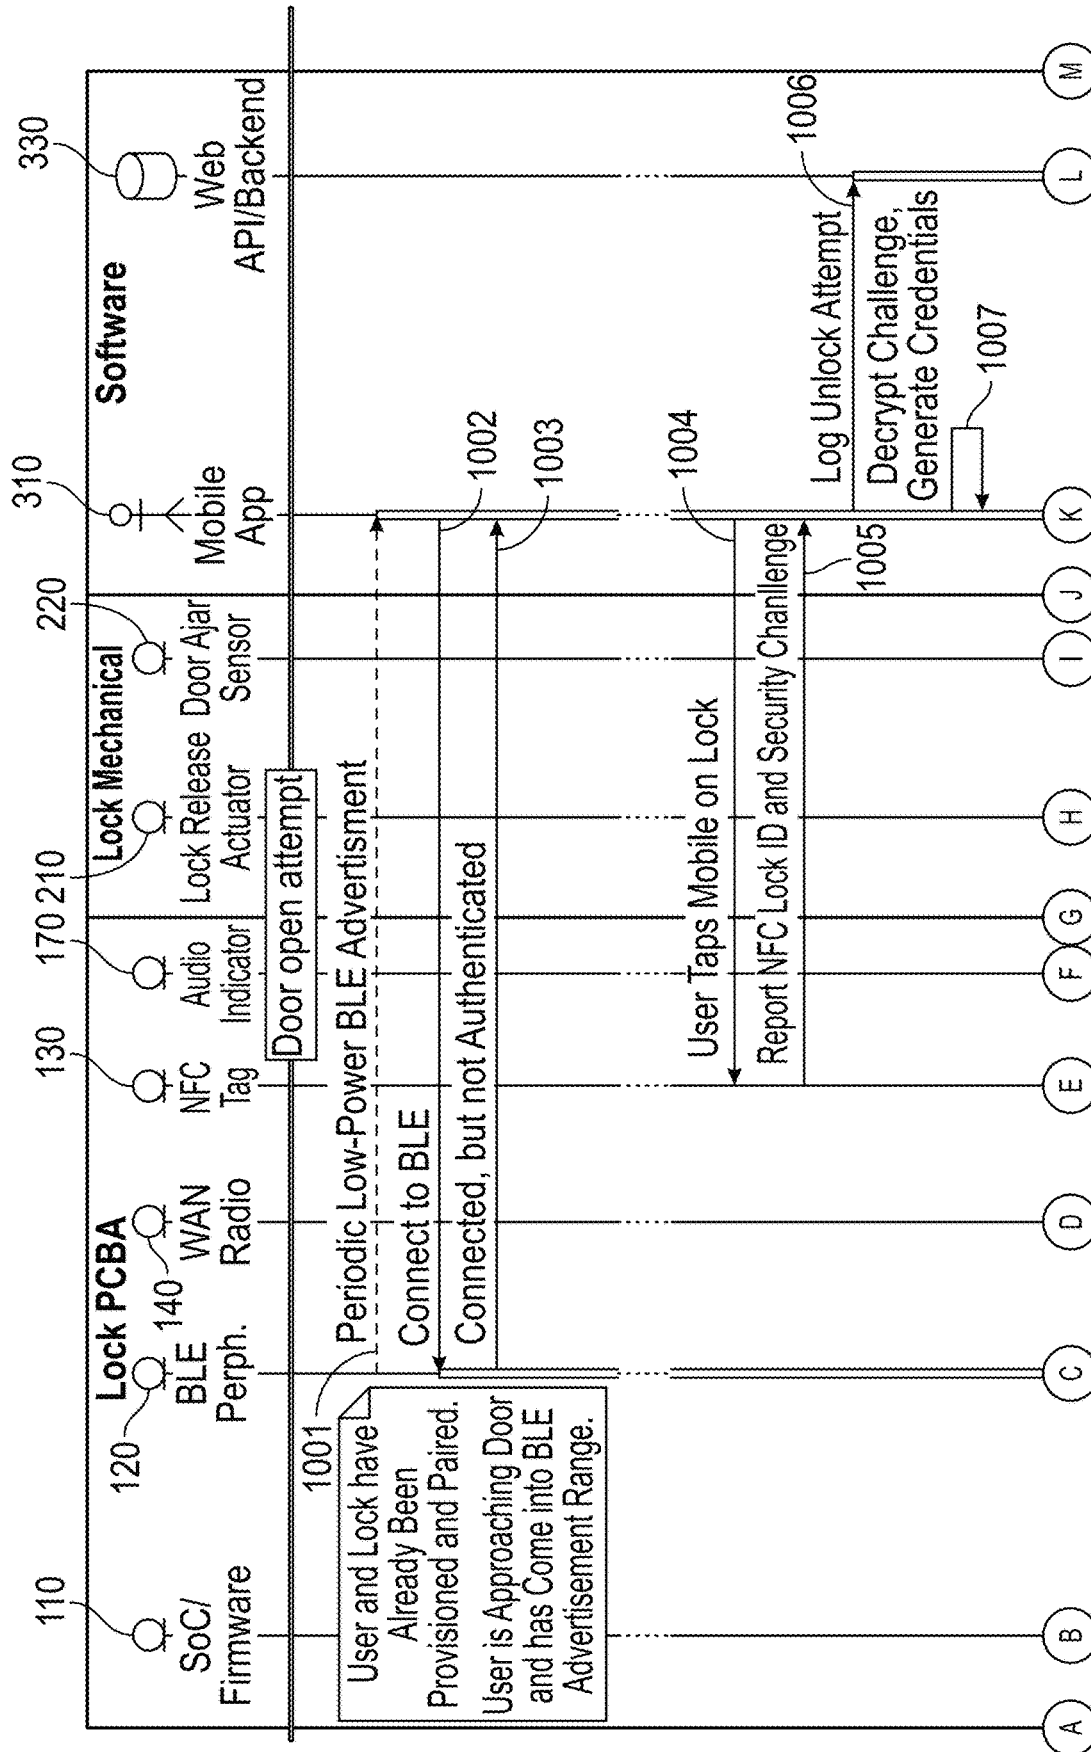 Lock PCBA
Lock Mechanical
Software
110
120
140
130
170
210
220
310
330
SoC/
Firmware
BLE
Perph.
WAN
Radio
NFC
Tag
Audio
Indicator
Lock Release
Actuator
Door Ajar
Sensor
Mobile
App
Web
API/Backend
Door open attempt
User and Lock have
Already Been
Provisioned and Paired.
User is Approaching Door
and has Come into BLE
Advertisement Range.
1001
Periodic Low-Power BLE Advertisment
Connect to BLE
1002
Connected, but not Authenticated
1003
User Taps Mobile on Lock
1004
Report NFC Lock ID and Security Chanllenge
1005
Log Unlock Attempt
1006
Decrypt Challenge,
Generate Credentials
1007
A
B
C
D
E
F
G
H
I
J
K
L
M